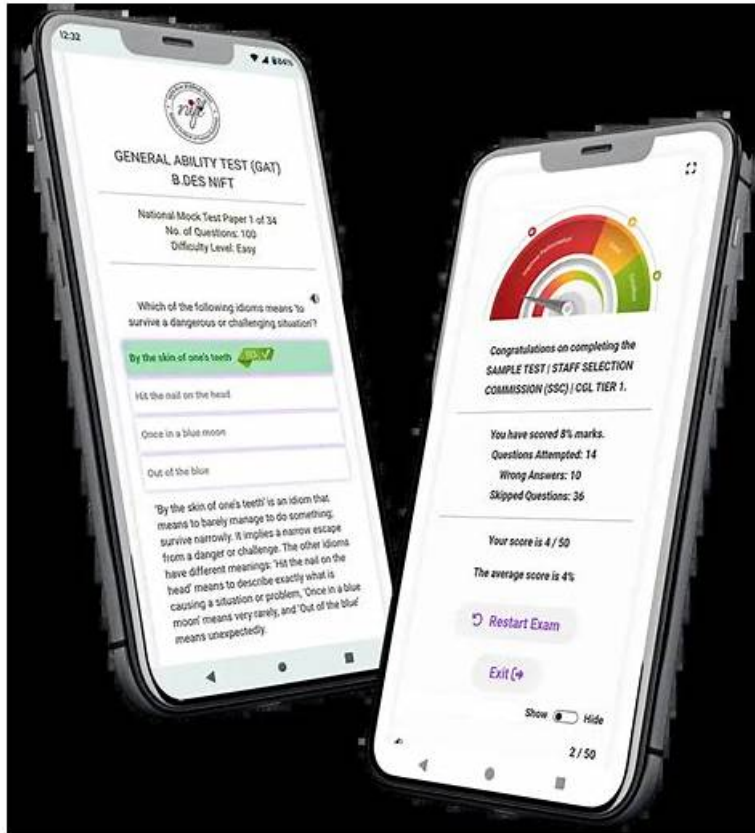 12:32
84%
nift
GENERAL ABILITY TEST (GAT)
B.DES NIFT
National Mock Test Paper 1 of 34
No. of Questions: 100
Difficulty Level: Easy
Which of the following idioms means 'to
survive a dangerous or challenging situation'?
By the skin of one's teeth
Hit the nail on the head
Once in a blue moon
Out of the blue
'By the skin of one's teeth' is an idiom that
means to barely manage to do something;
survive narrowly. It implies a narrow escape
from a danger or challenge. The other idioms
have different meanings: 'Hit the nail on the
head' means to describe exactly what is
causing a situation or problem, 'Once in a blue
moon' means very rarely, and 'Out of the blue'
means unexpectedly.
Improve Performance
Congratulations on completing the
SAMPLE TEST | STAFF SELECTION
COMMISSION (SSC) | CGL TIER 1.
You have scored 8% marks.
Questions Attempted: 14
Wrong Answers: 10
Skipped Questions: 36
Your score is 4 / 50
The average score is 4%
Restart Exam
Exit
Show
Hide
2 / 50